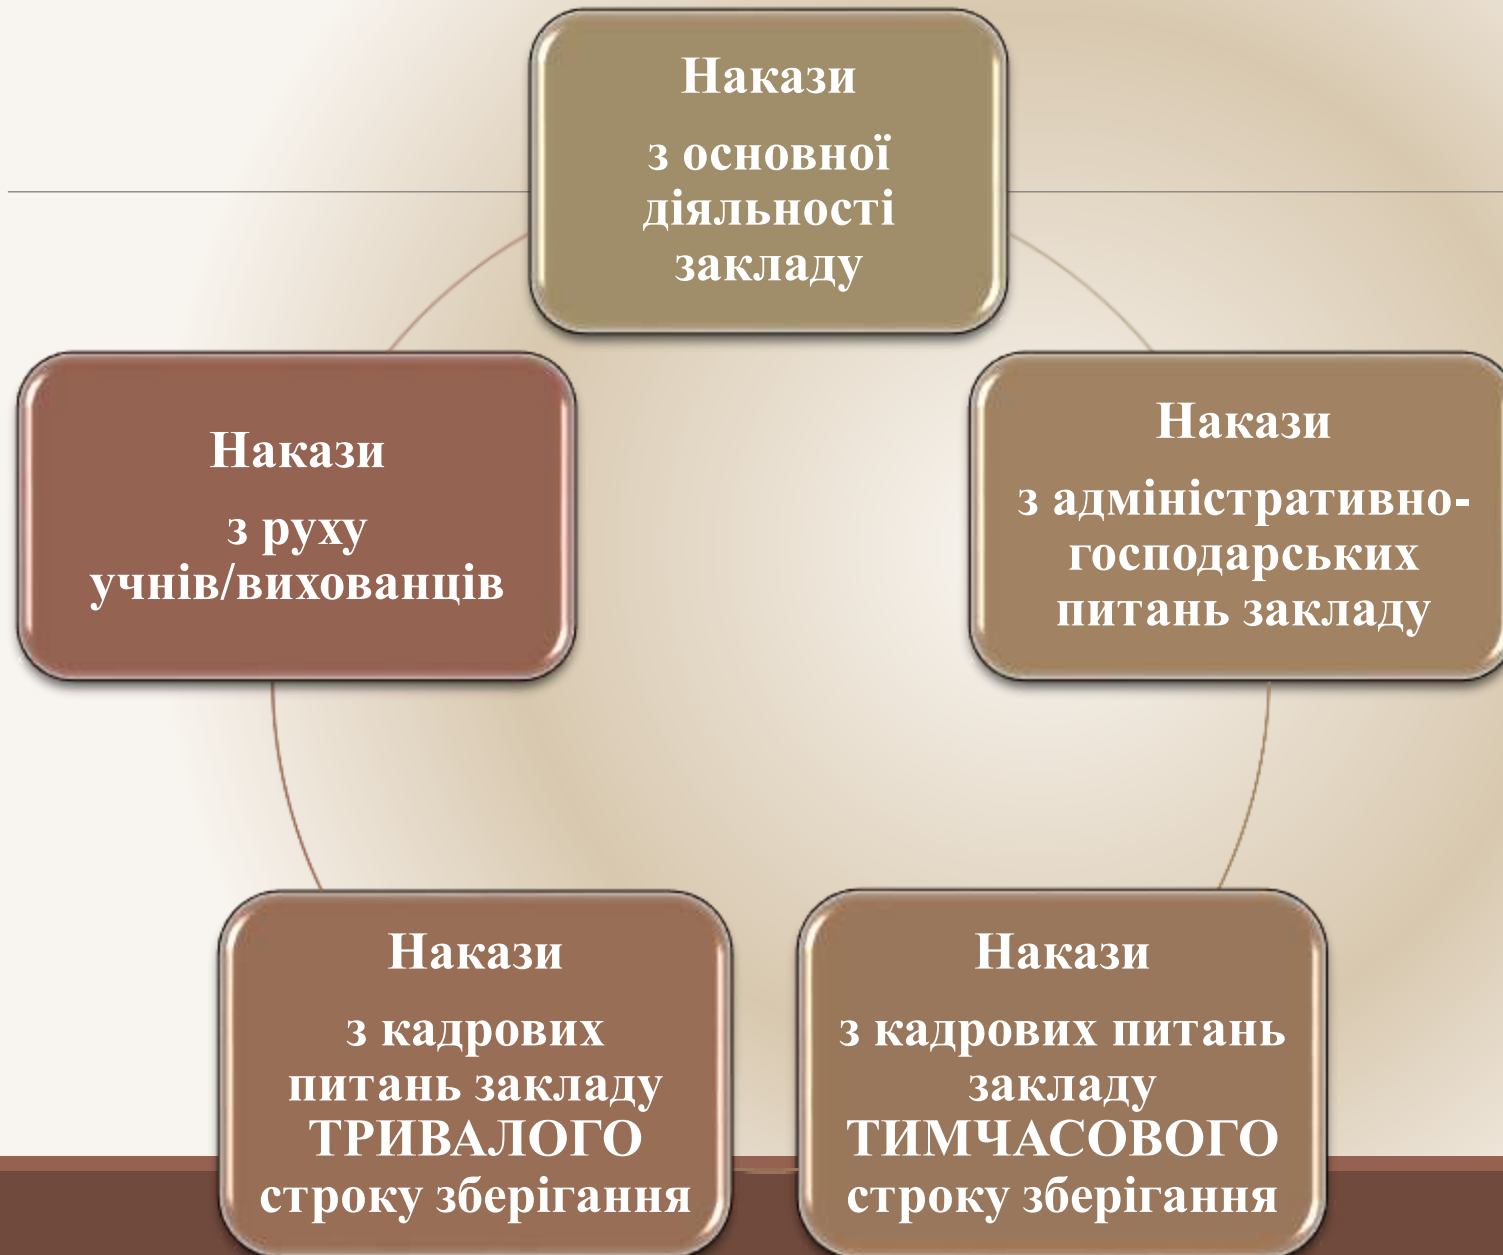 Накази
з основної
діяльності
закладу
Накази
з руху
учнів/вихованців
Накази
з адміністративно-
господарських
питань закладу
Накази
з кадрових
питань закладу
ТРИВАЛОГО
строку зберігання
Накази
з кадрових питань
закладу
ТИМЧАСОВОГО
строку зберігання